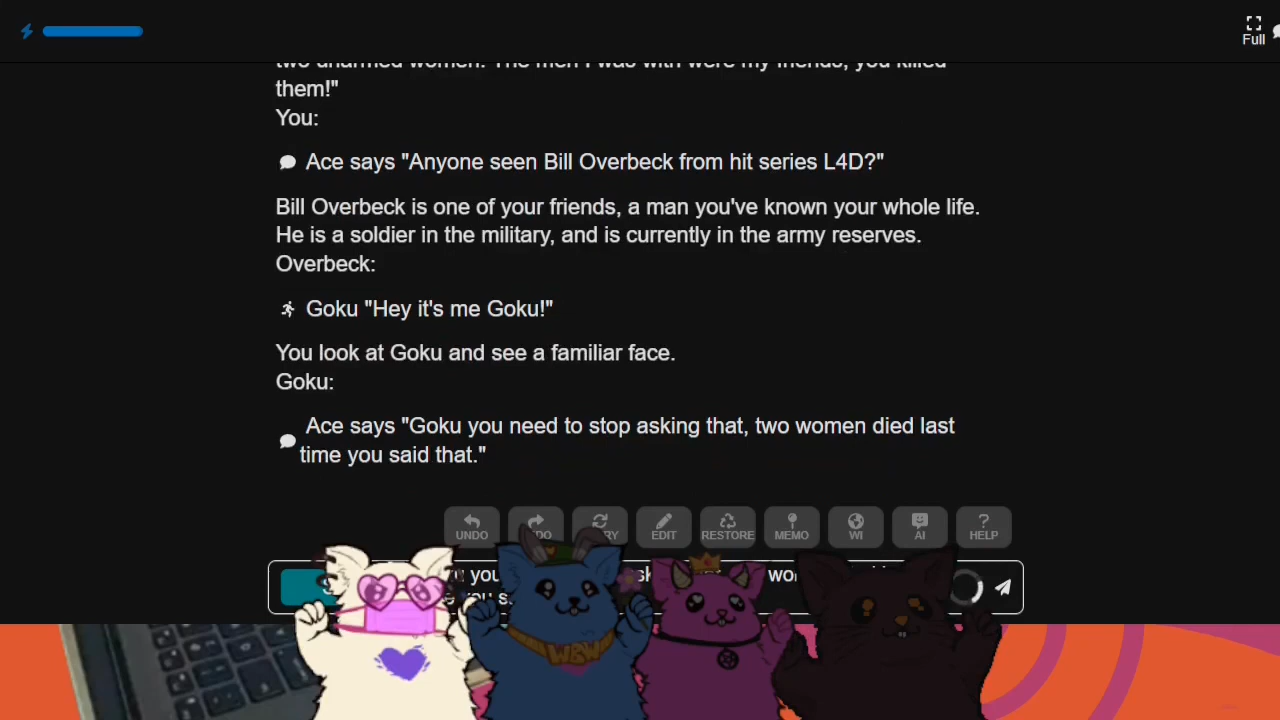 Full
two unarmed women. The men I was with were my friends, you killed
them!"
You:
Ace says "Anyone seen Bill Overbeck from hit series L4D?"
Bill Overbeck is one of your friends, a man you've known your whole life.
He is a soldier in the military, and is currently in the army reserves.
Overbeck:
Goku "Hey it's me Goku!"
You look at Goku and see a familiar face.
Goku:
Ace says "Goku you need to stop asking that, two women died last
time you said that."
UNDO
EDIT
RESTORE
MEMO
WI
AI
HELP
you
WBW